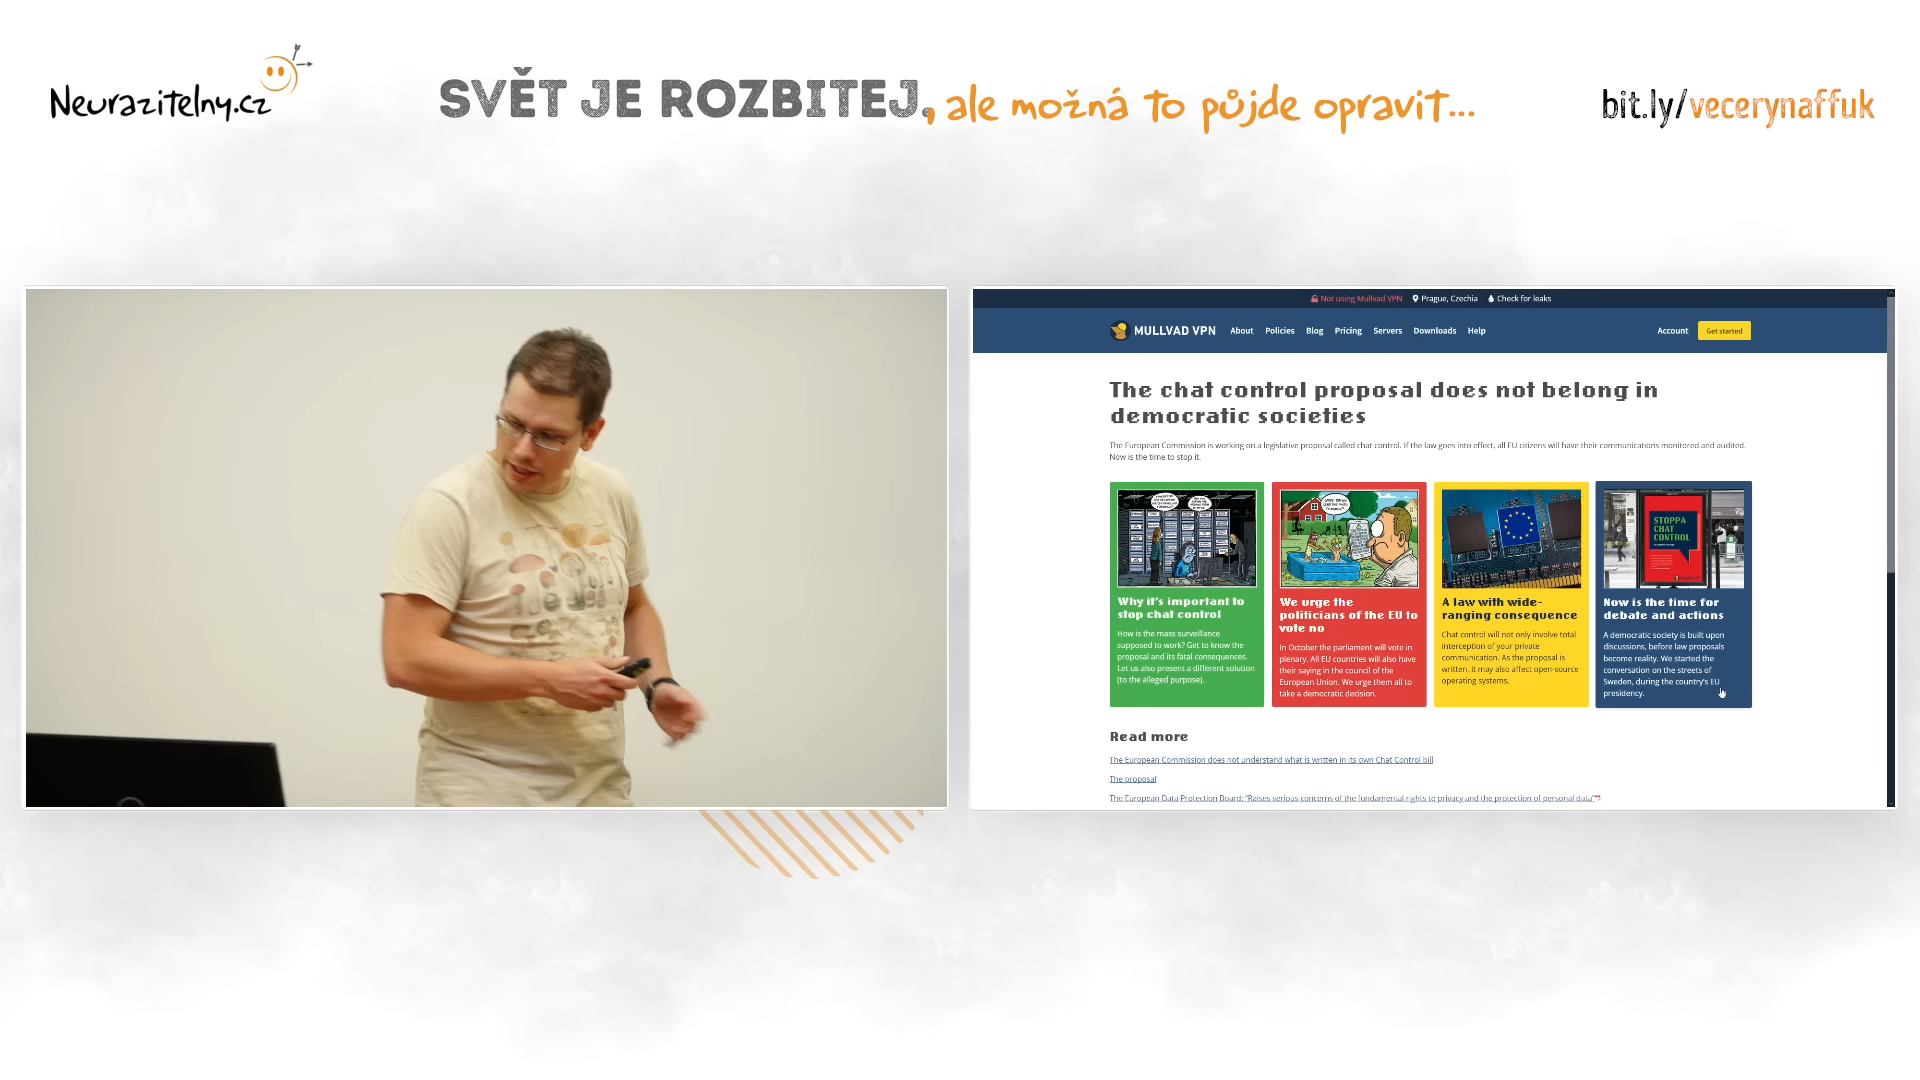 Neurazitelny.cz
SVĚT JE ROZBITEJ, ale možná to půjde opravit...
bit.ly/vecerynaffuk
Not using Mullvad VPN Prague, Czechia Check for leaks
MULLVAD VPN About Policies Blog Pricing Servers Downloads Help Account Get started
The chat control proposal does not belong in
democratic societies
The European Commission is working on a legislative proposal called chat control. If the law goes into effect, all EU citizens will have their communications monitored and audited.
Now is the time to stop it.
Why it's important to
stop chat control
How is the mass surveillance
supposed to work? Get to know the
proposal and its fatal consequences.
Let us also present a different solution
(to the alleged purpose).
We urge the
politicians of the EU to
vote no
In October the parliament will vote in
plenary. All EU countries will also have
their saying in the council of the
European Union. We urge them all to
take a democratic decision.
A law with wide-
ranging consequence
Chat control will not only involve total
interception of your private
communication. As the proposal is
written, it may also affect open-source
operating systems.
STOPPA
CHAT
CONTROL
Now is the time for
debate and actions
A democratic society is built upon
discussions, before law proposals
become reality. We started the
conversation on the streets of
Sweden, during the country's EU
presidency.
Read more
The European Commission does not understand what is written in its own Chat Control bill
The proposal
The European Data Protection Board: "Raises serious concerns of the fundamental rights to privacy and the protection of personal data"